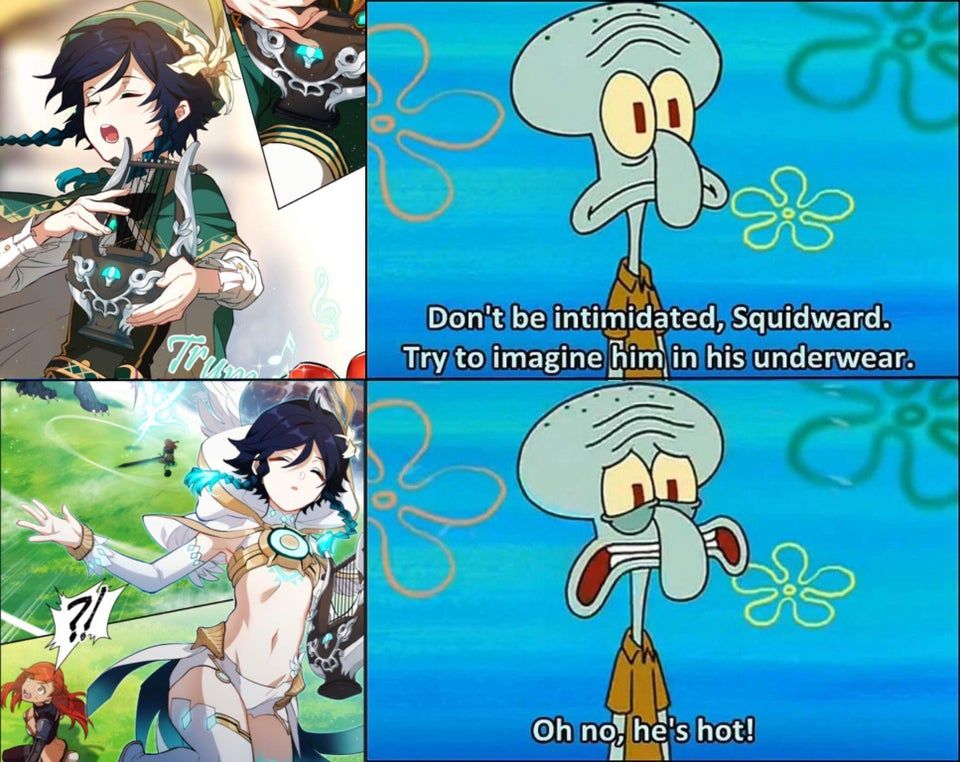 Don't be intimidated, Squidward.
Try to imagine him in his underwear.
?!
Oh no, he's hot!